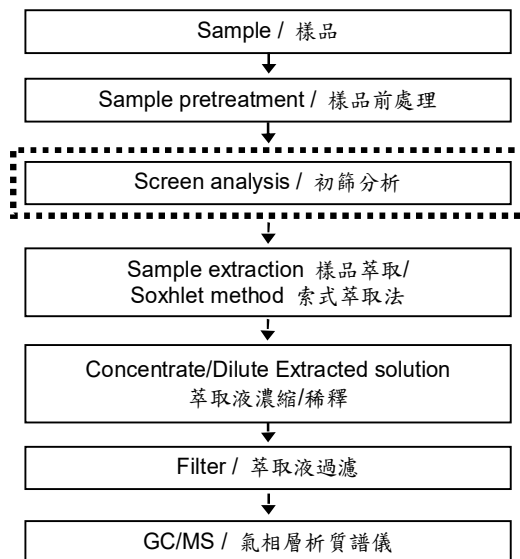 Sample / 樣品
Sample pretreatment / 樣品前處理
Screen analysis / 初篩分析
Sample extraction 樣品萃取/
Soxhlet method 索式萃取法
Concentrate/Dilute Extracted solution
萃取液濃縮/稀釋
Filter / 萃取液過濾
GC/MS / 氣相層析質譜儀